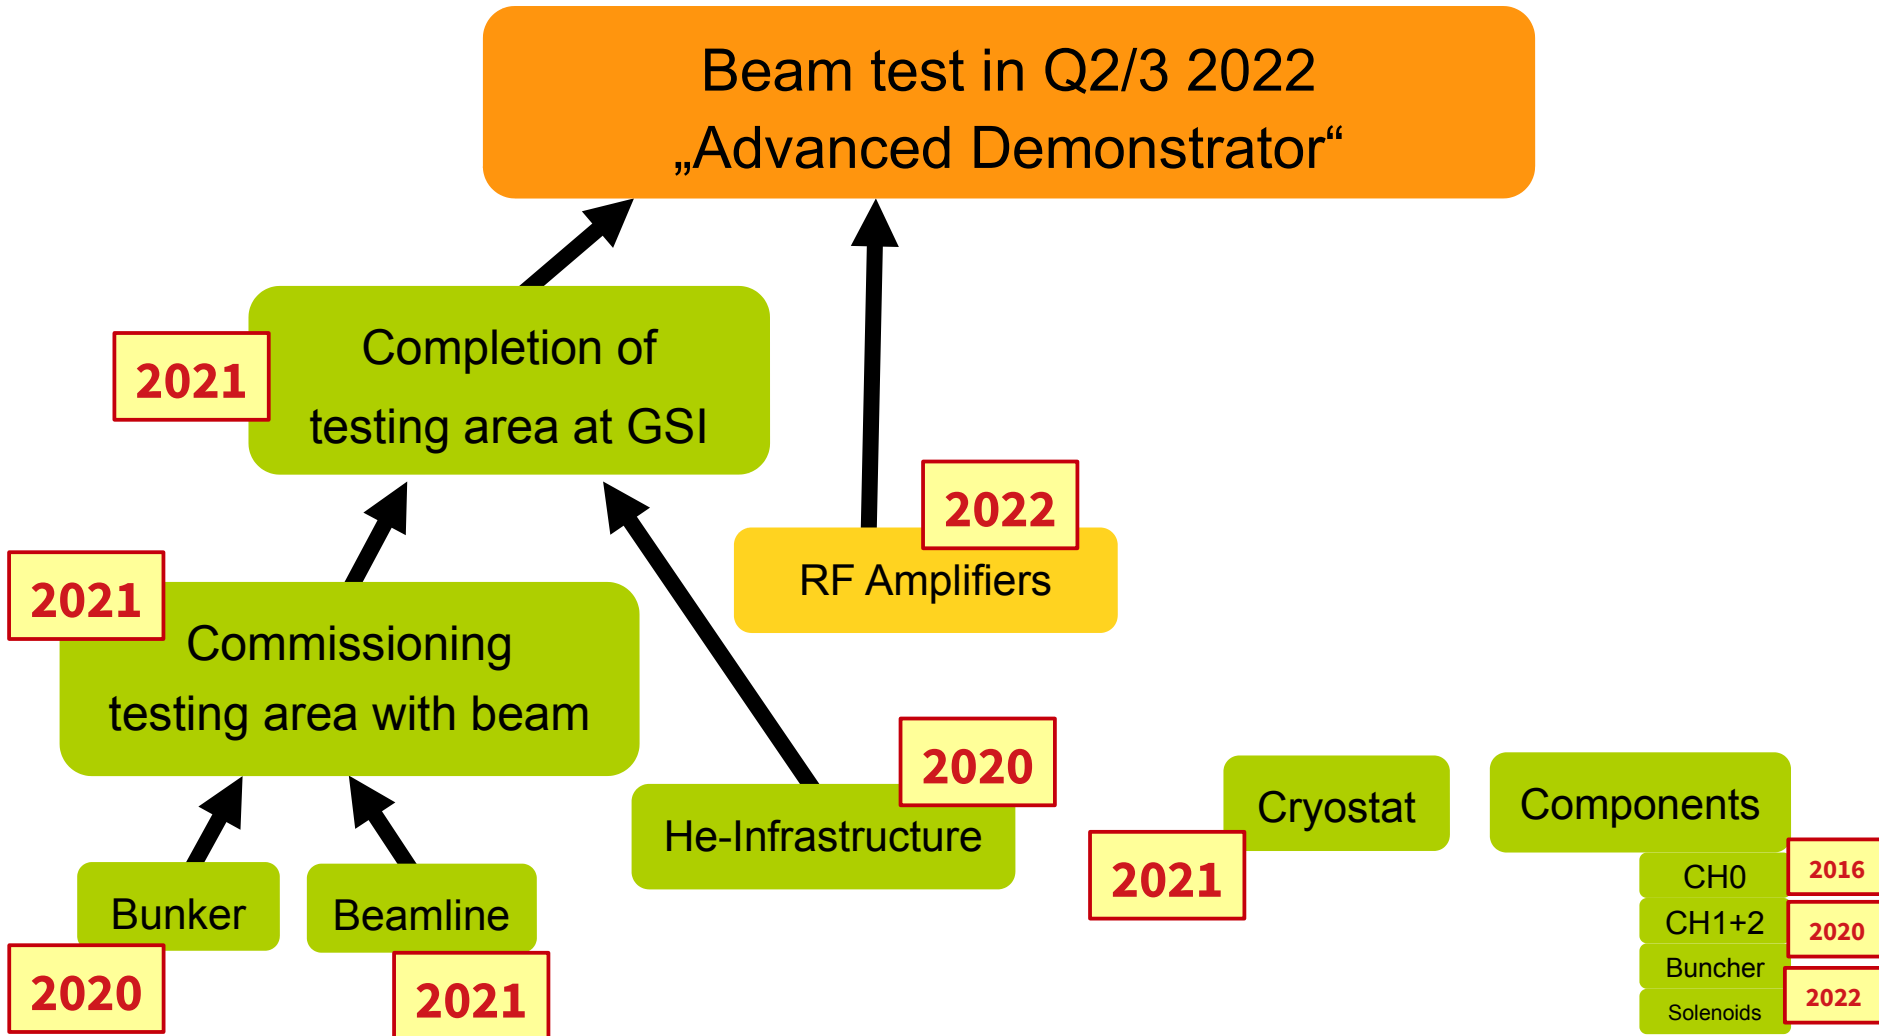 Beam test in Q2/3 2022
„Advanced Demonstrator“
2021
Completion of
testing area at GSI
2022
RF Amplifiers
2021
Commissioning
testing area with beam
2020
He-Infrastructure
Cryostat
2021
Components
CH0
2016
CH1+2
2020
Buncher
Solenoids
2022
Bunker
2020
Beamline
2021